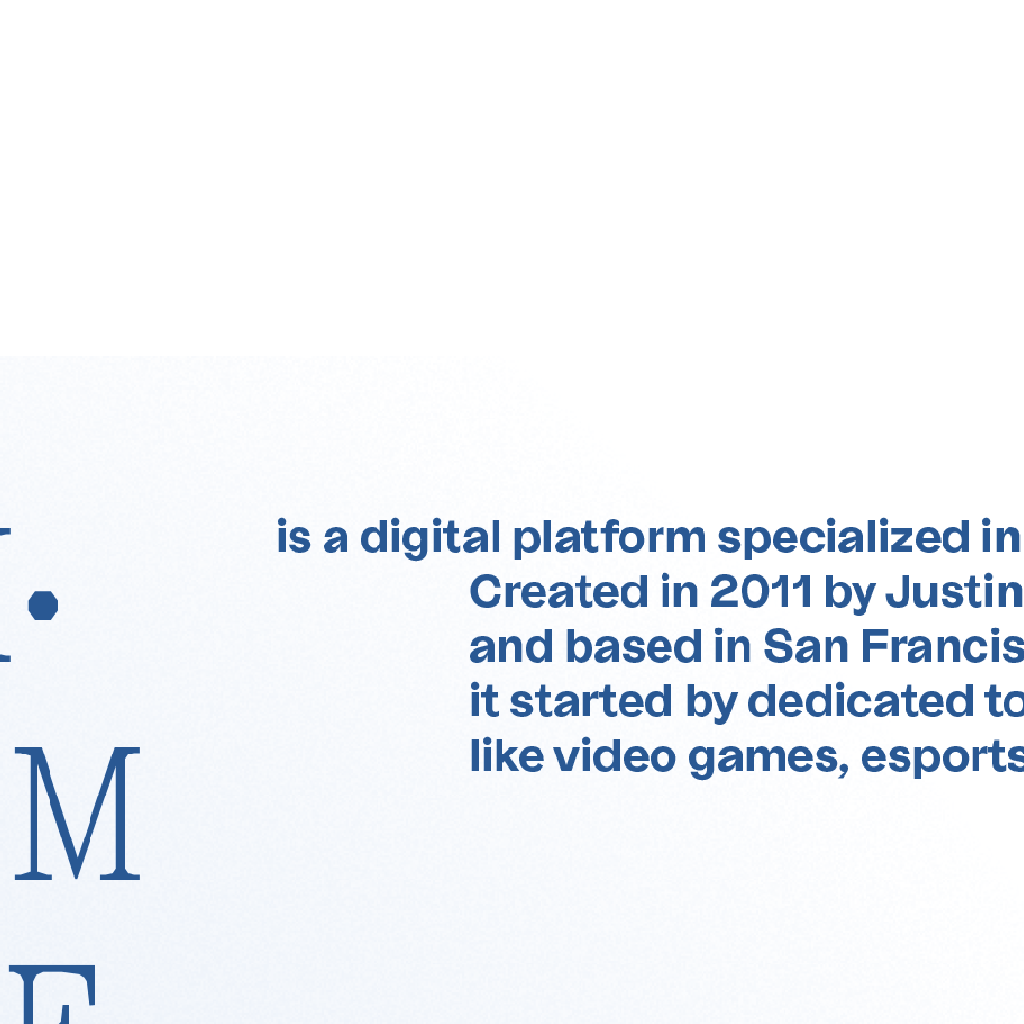 is a digital platform specialized in
Created in 2011 by Justin
and based in San Francis
it started by dedicated to
like video games, esports
M